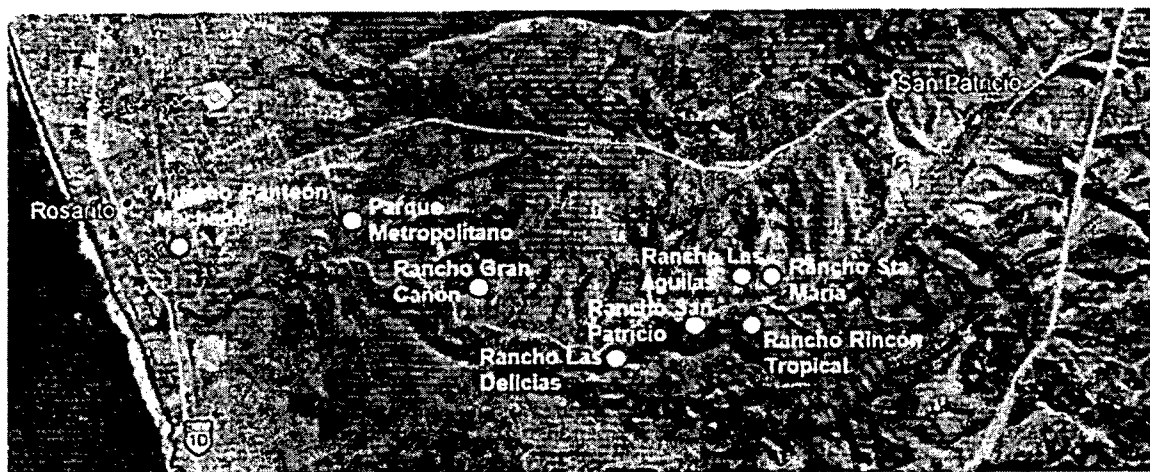 San Patricio
Antiguo Panteón
Rosarito
Machado
Parque
Metropolitano
Rancho Gran
Cañón
Rancho Las
Aguilas
Rancho Sta
María
Rancho San
Patricio
Rancho Rincón
Tropical
Rancho Las
Delicias
1D